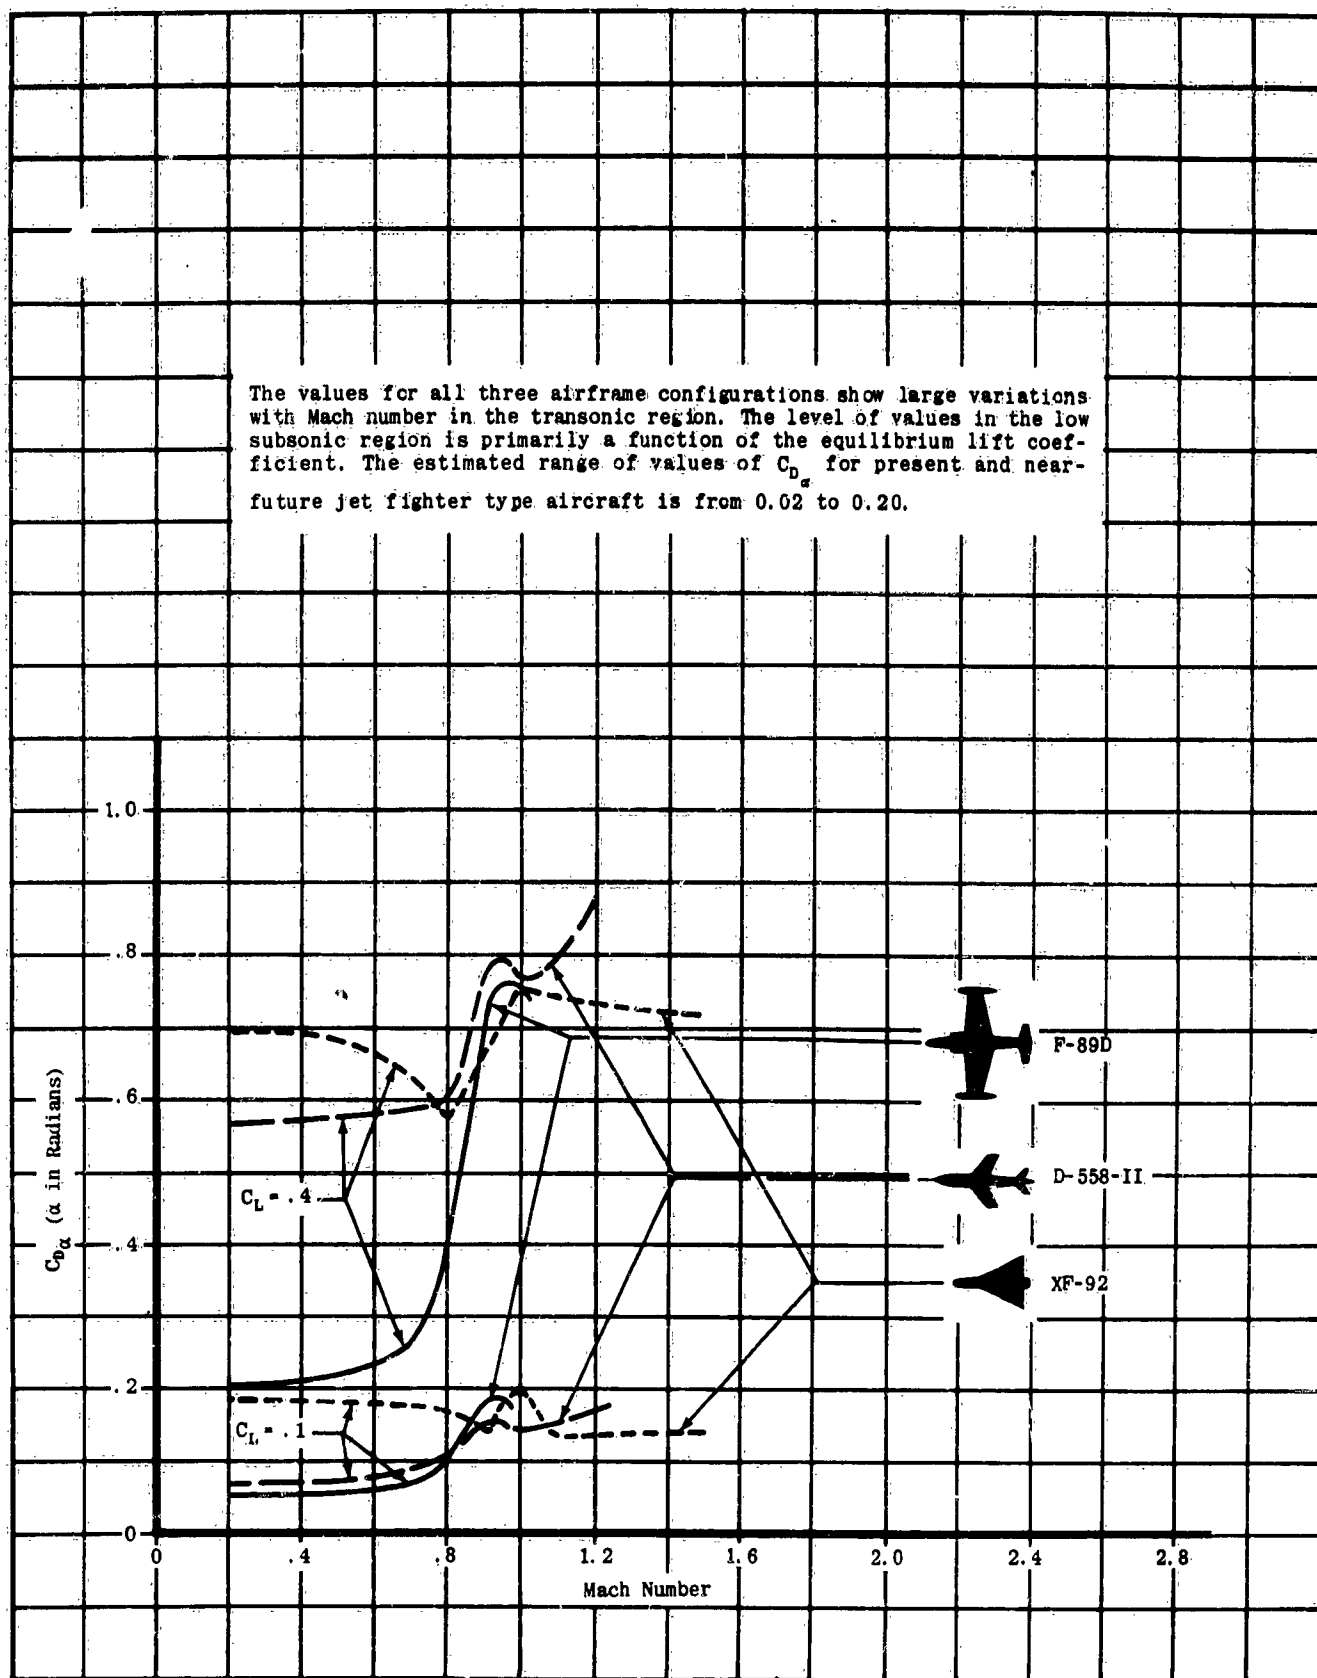 The values for all three airframe configurations show large variations
with Mach number in the transonic region. The level of values in the low
subsonic region is primarily a function of the equilibrium lift coef-
ficient. The estimated range of values of C_Dα for present and near-
future jet fighter type aircraft is from 0.02 to 0.20.
1.0
.8
F-89D
.6
C_Dα (α in Radians)
D-558-II
C_L = .4
.4
XF-92
.2
C_L = .1
0
0 .4 .8 1.2 1.6 2.0 2.4 2.8
Mach Number